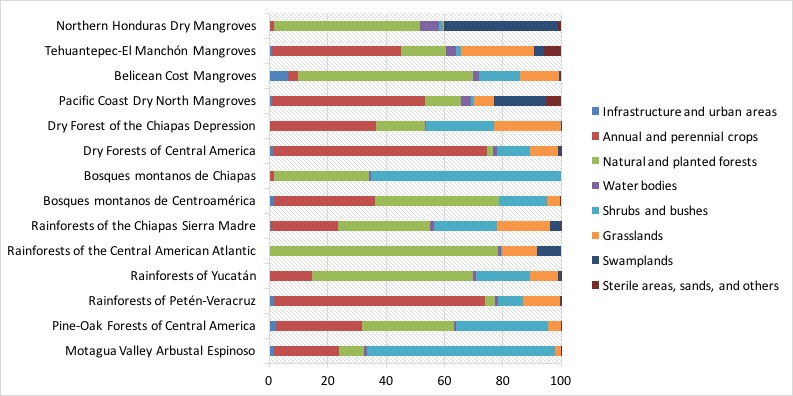 Northern Honduras Dry Mangroves
Tehuantepec-El Manchón Mangroves
Belicean Cost Mangroves
Pacific Coast Dry North Mangroves
Dry Forest of the Chiapas Depression
Dry Forests of Central America
Bosques montanos de Chiapas
Bosques montanos de Centroamérica
Rainforests of the Chiapas Sierra Madre
Rainforests of the Central American Atlantic
Rainforests of Yucatán
Rainforests of Petén-Veracruz
Pine-Oak Forests of Central America
Motagua Valley Arbustal Espinoso
0 20 40 60 80 100
Infrastructure and urban areas
Annual and perennial crops
Natural and planted forests
Water bodies
Shrubs and bushes
Grasslands
Swamplands
Sterile areas, sands, and others